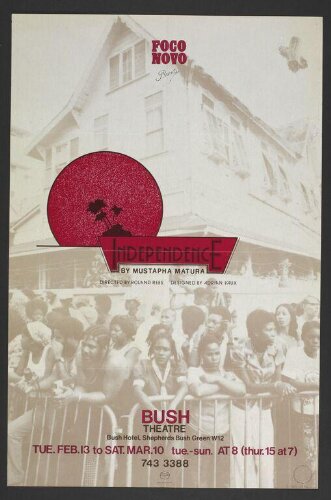 FOCO
NOVO
INDEPENDENCE
BY MUSTAPHA MATURA
DIRECTED BY ROLAND REES DESIGNED BY ADRIAN VAUX
BUSH
THEATRE
Bush Hotel, Shepherds Bush Green W12
TUE. FEB. 13 to SAT. MAR. 10 tue.-sun. AT 8 (thur. 15 at 7)
743 3388